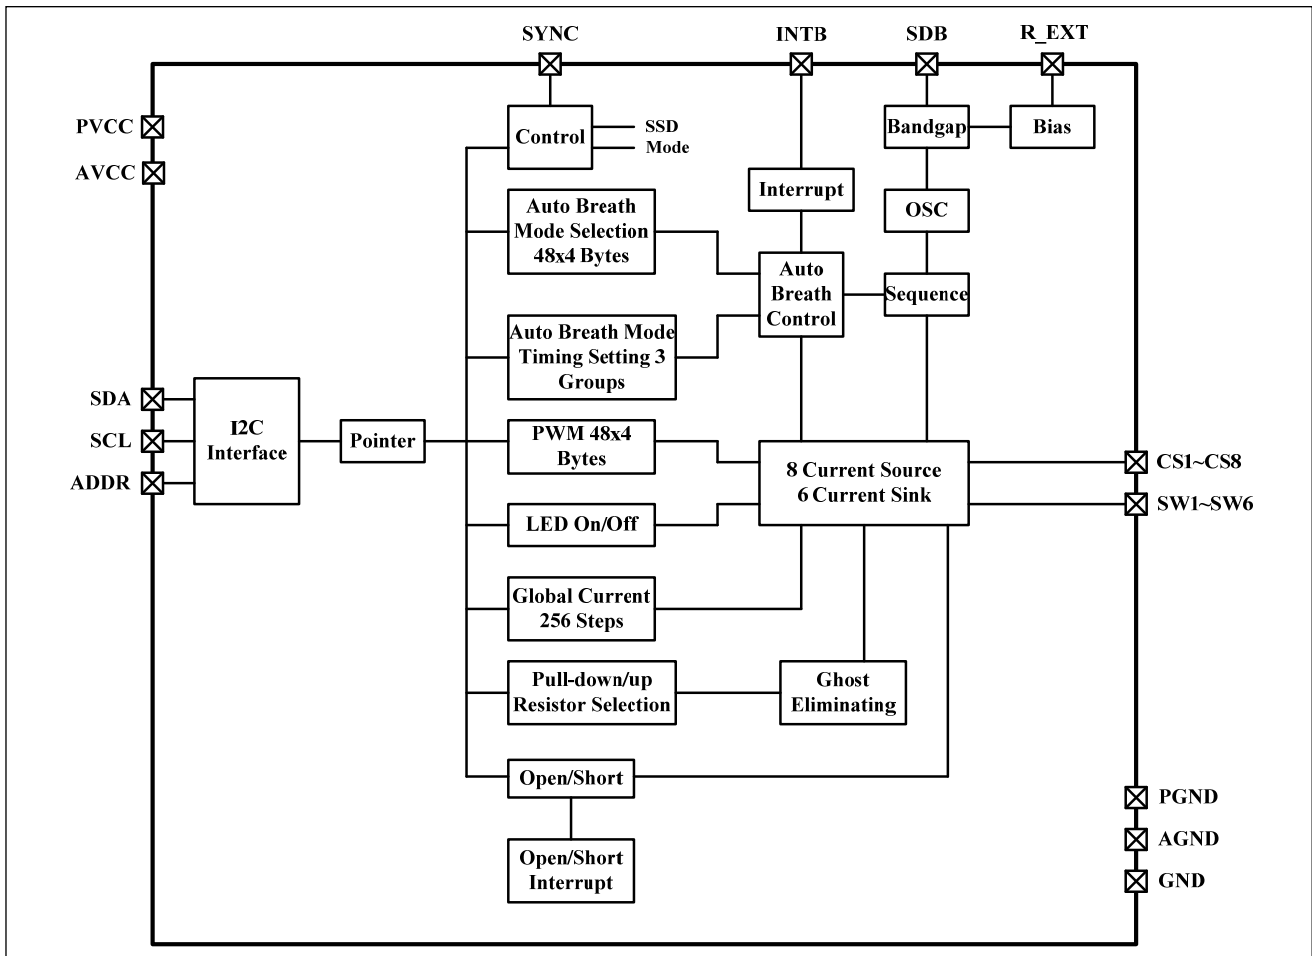 SYNC
INTB
SDB
R_EXT
PVCC
AVCC
Control
SSD
Mode
Bandgap
Bias
Interrupt
OSC
Auto Breath
Mode Selection
48x4 Bytes
Auto
Breath
Control
Sequence
Auto Breath Mode
Timing Setting 3
Groups
SDA
SCL
ADDR
I2C
Interface
Pointer
PWM 48x4
Bytes
8 Current Source
6 Current Sink
CS1~CS8
SW1~SW6
LED On/Off
Global Current
256 Steps
Pull-down/up
Resistor Selection
Ghost
Eliminating
Open/Short
Open/Short
Interrupt
PGND
AGND
GND